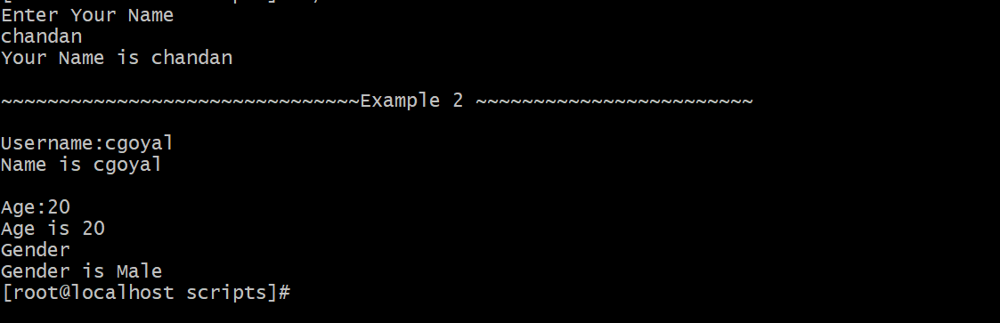 Enter Your Name
chandan
Your Name is chandan
~~~~~~~~~~~~~~~~~~~~~~~~~~~~~~~Example 2 ~~~~~~~~~~~~~~~~~~~~~~~~
Username:cgoyal
Name is cgoyal
Age:20
Age is 20
Gender
Gender is Male
[root@localhost scripts]#